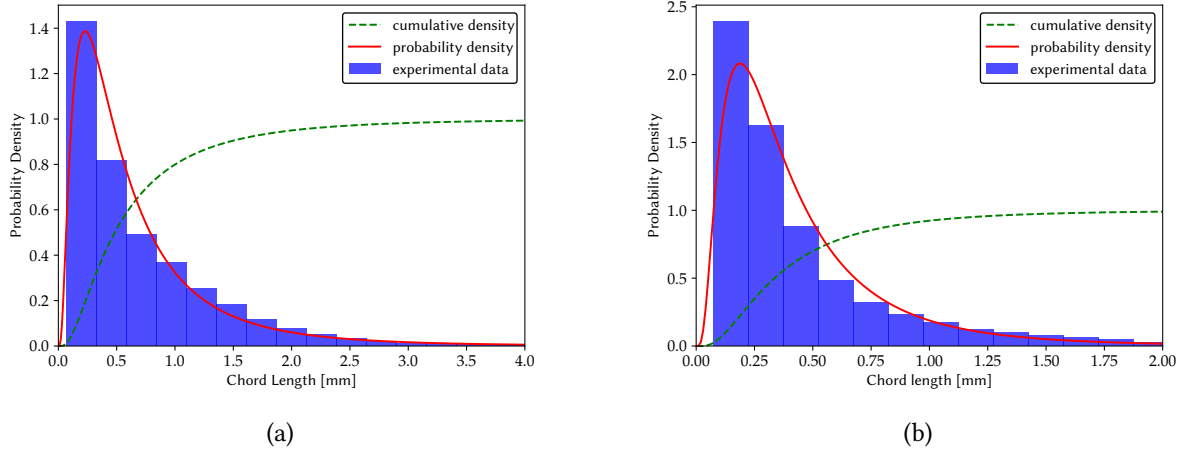 cumulative density
probability density
experimental data
Probability Density
1.4
1.2
1.0
0.8
0.6
0.4
0.2
0.0
0.0 0.5 1.0 1.5 2.0 2.5 3.0 3.5 4.0
Chord Length [mm]
(a)
cumulative density
probability density
experimental data
Probability Density
2.5
2.0
1.5
1.0
0.5
0.0
0.00 0.25 0.50 0.75 1.00 1.25 1.50 1.75 2.00
Chord length [mm]
(b)